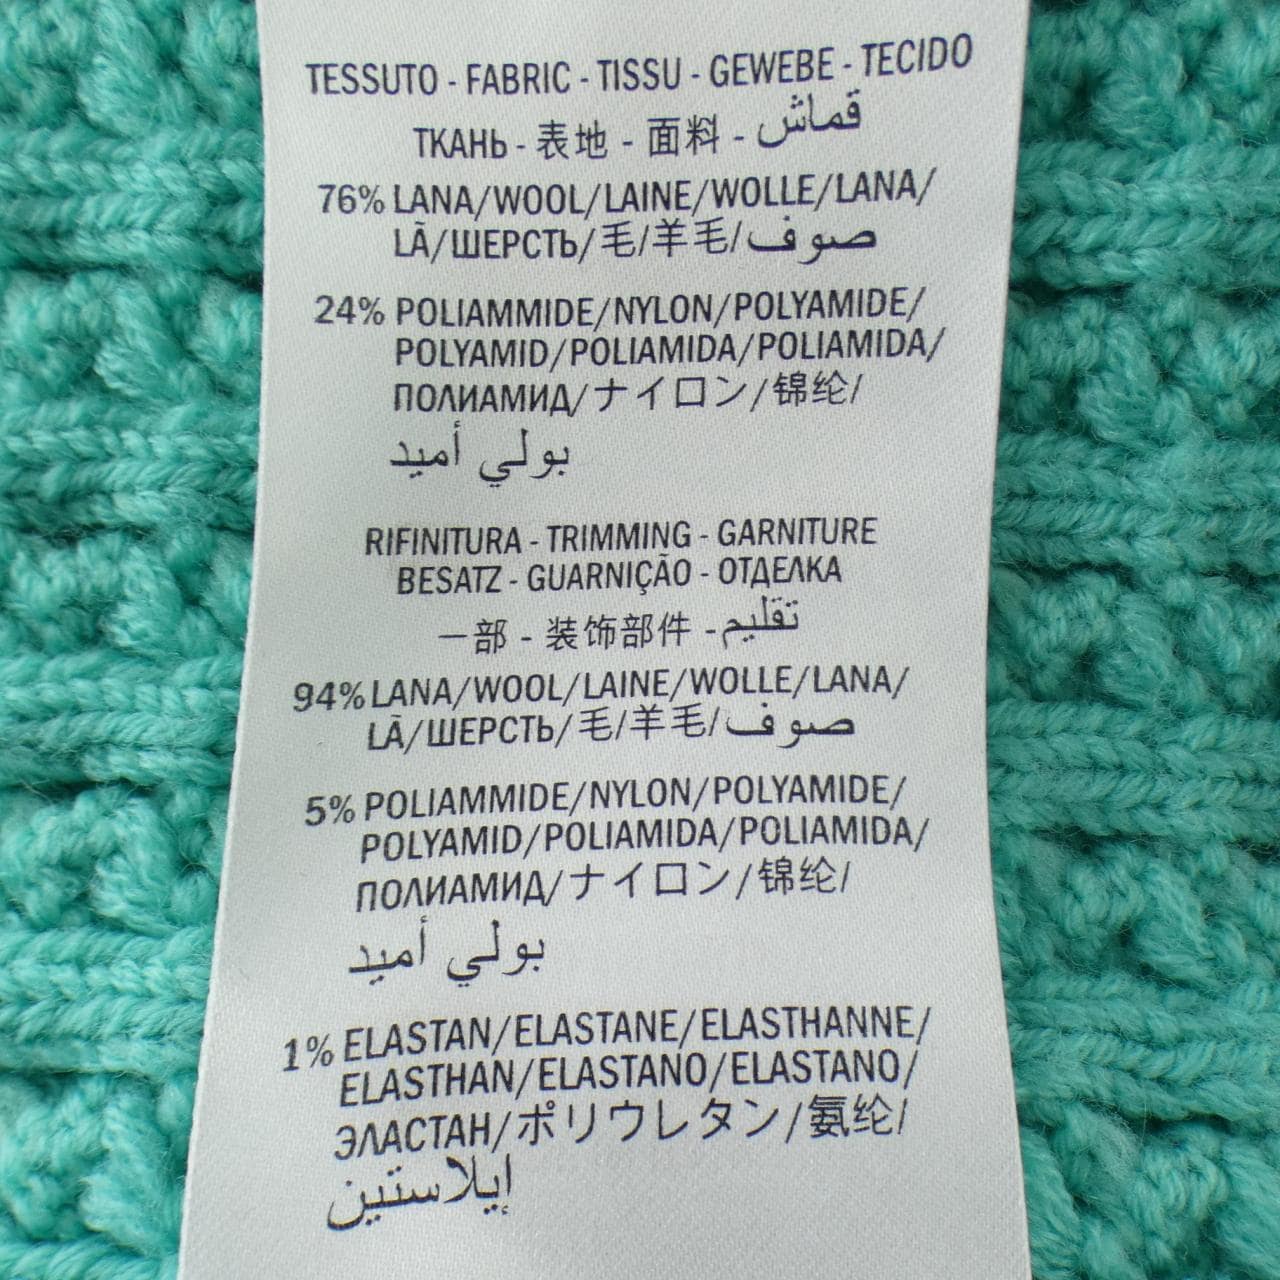 TESSUTO - FABRIC - TISSU - GEWEBE - TECIDO
ТКАНЬ - 表地 - 面料 - قماش
76% LANA/WOOL/LAINE/WOLLE/LANA/
LÃ/ШЕРСТЬ/毛/羊毛/صوف
24% POLIAMMIDE/NYLON/POLYAMIDE/
POLYAMID/POLIAMIDA/POLIAMIDA/
ПОЛИАМИД/ナイロン/锦纶/
بولي أميد
RIFINITURA - TRIMMING - GARNITURE
BESATZ - GUARNIÇÃO - ОТДЕЛКА
一部 - 装饰部件 - تقليم
94% LANA/WOOL/LAINE/WOLLE/LANA/
LÃ/ШЕРСТЬ/毛/羊毛/صوف
5% POLIAMMIDE/NYLON/POLYAMIDE/
POLYAMID/POLIAMIDA/POLIAMIDA/
ПОЛИАМИД/ナイロン/锦纶/
بولي أميد
1% ELASTAN/ELASTANE/ELASTHANNE/
ELASTHAN/ELASTANO/ELASTANO/
ЭЛАСТАН/ポリウレタン/氨纶/
إيلاستين